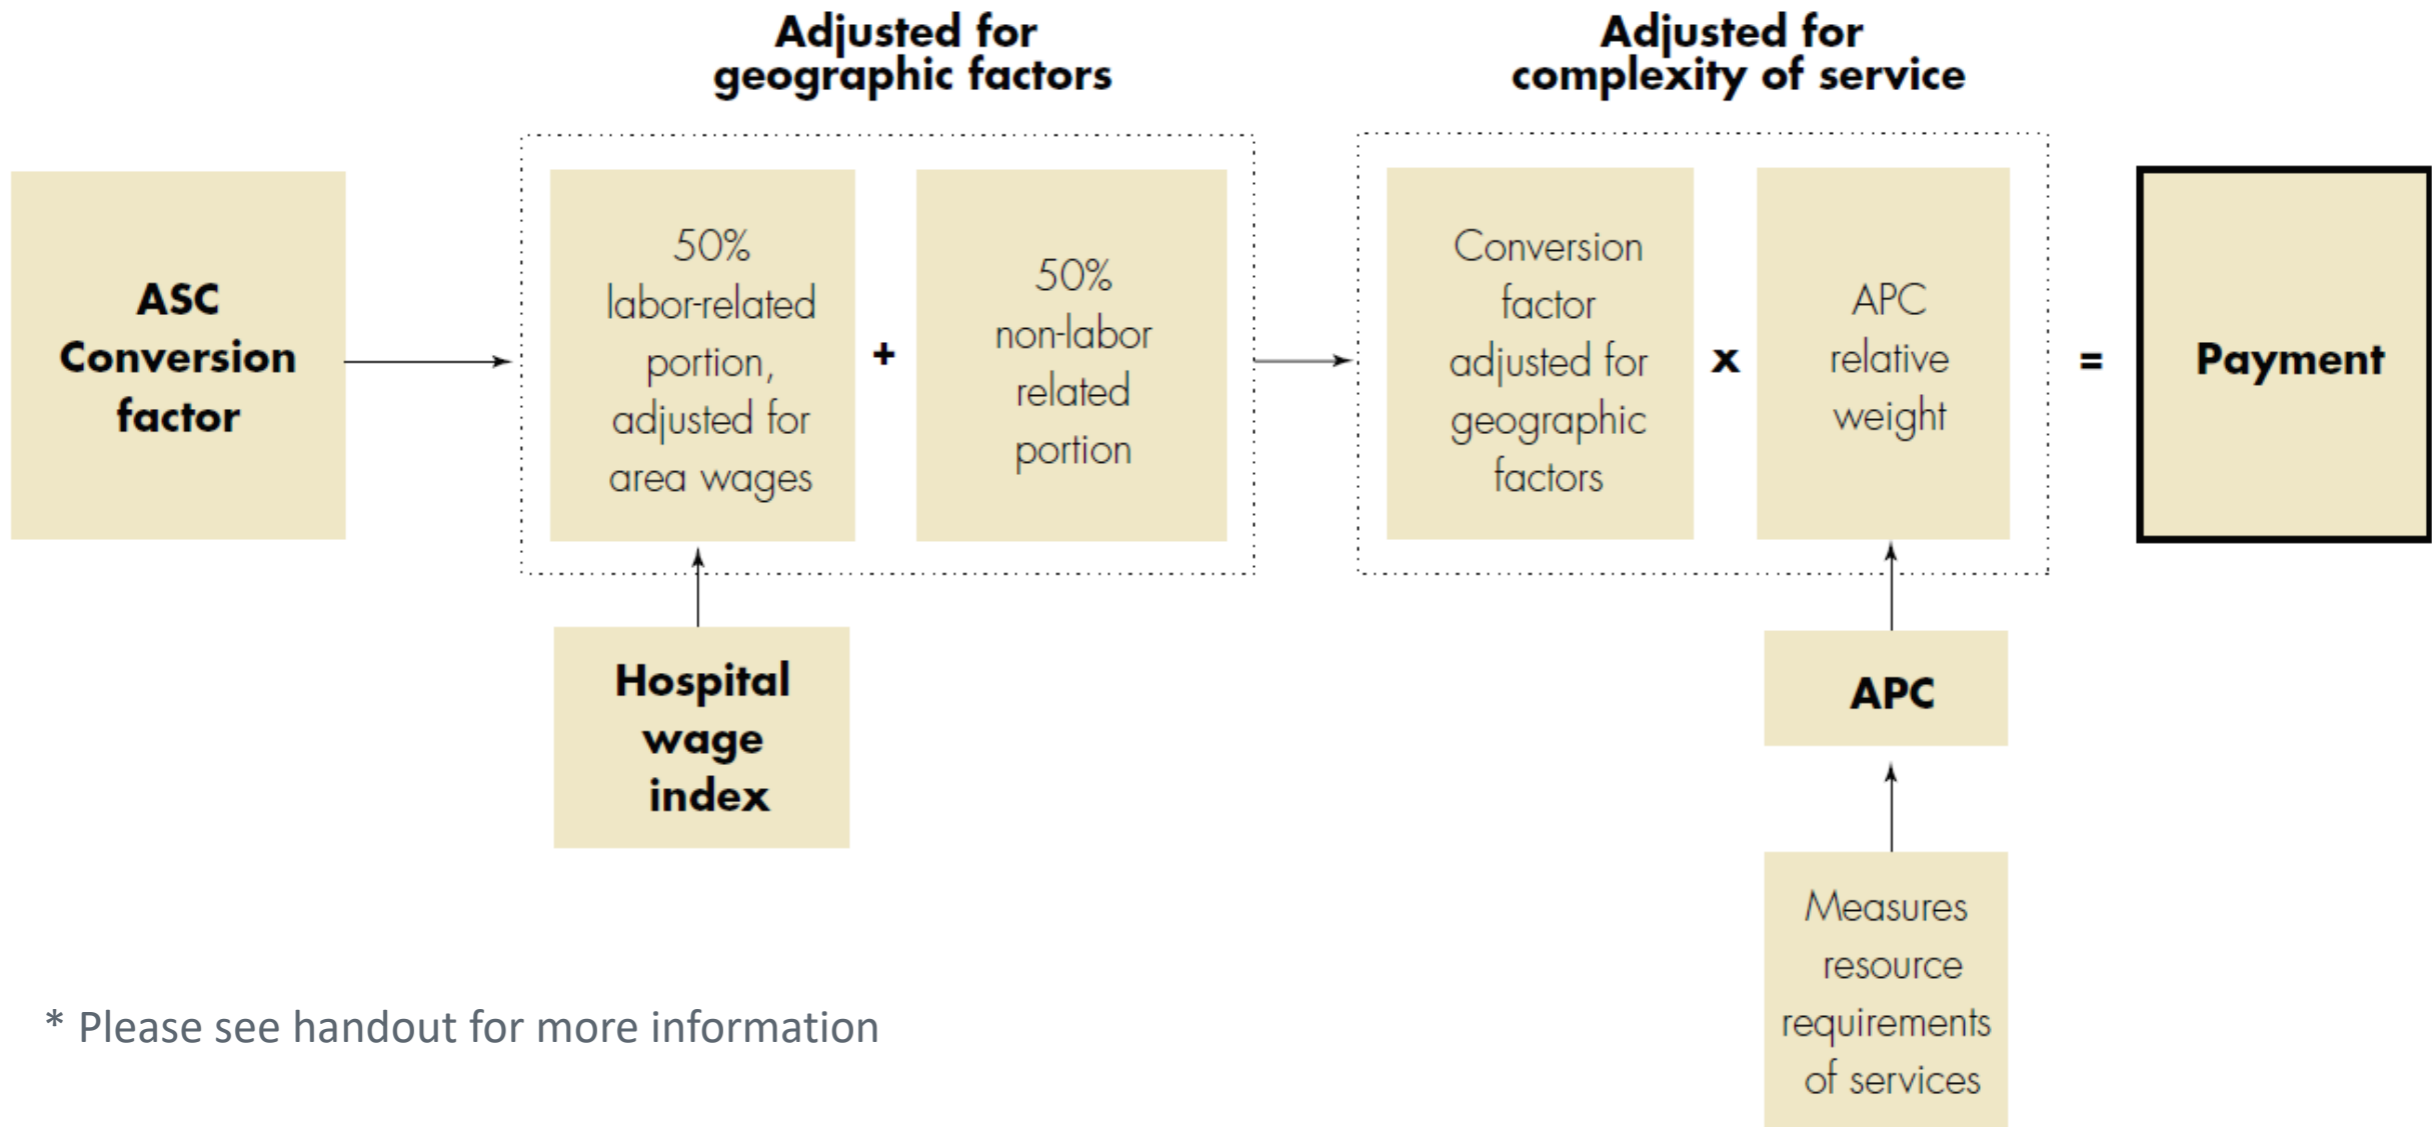 Adjusted for
geographic factors
Adjusted for
complexity of service
ASC
Conversion
factor
50%
labor-related
portion,
adjusted for
area wages
+
50%
non-labor
related
portion
Conversion
factor
adjusted for
geographic
factors
x
APC
relative
weight
=
Payment
Hospital
wage
index
APC
Measures
resource
requirements
of services
* Please see handout for more information